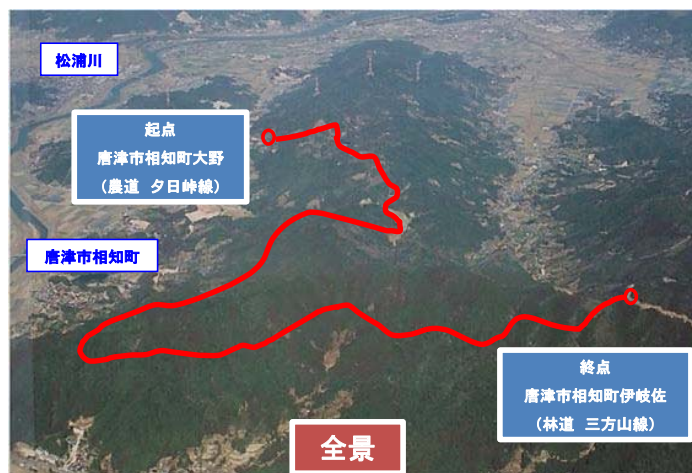 松浦川
起点
唐津市相知町大野
(農道 夕日峠線)
唐津市相知町
終点
唐津市相知町伊岐佐
(林道 三方山線)
全景